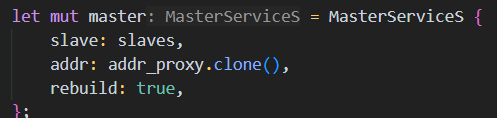 let mut master: MasterServiceS = MasterServiceS {
slave: slaves,
addr: addr_proxy.clone(),
rebuild: true,
};